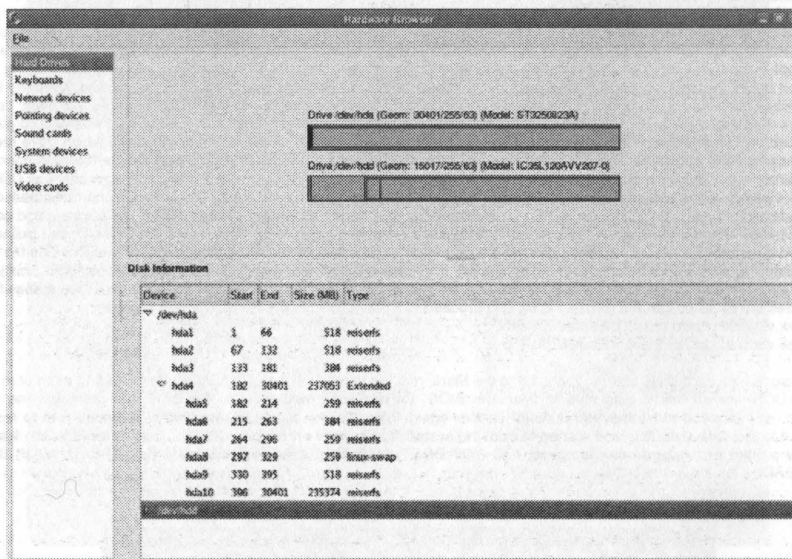 Hardware Browser
File
Hard Drives
Keyboards
Network devices
Pointing devices
Sound cards
System devices
USB devices
Video cards
Drive /dev/hda (Geom: 30401/255/63) (Model: ST3250823A)
Drive /dev/hdd (Geom: 15017/255/63) (Model: IC35L120AVV207-0)
Disk Information
Device Start End Size (MB) Type
/dev/hda
hda1 1 66 518 reiserfs
hda2 67 132 518 reiserfs
hda3 133 181 384 reiserfs
hda4 182 30401 237053 Extended
hda5 182 214 259 reiserfs
hda6 215 263 384 reiserfs
hda7 264 296 259 reiserfs
hda8 297 329 259 linux-swap
hda9 330 395 518 reiserfs
hda10 396 30401 235374 reiserfs
/dev/hdd